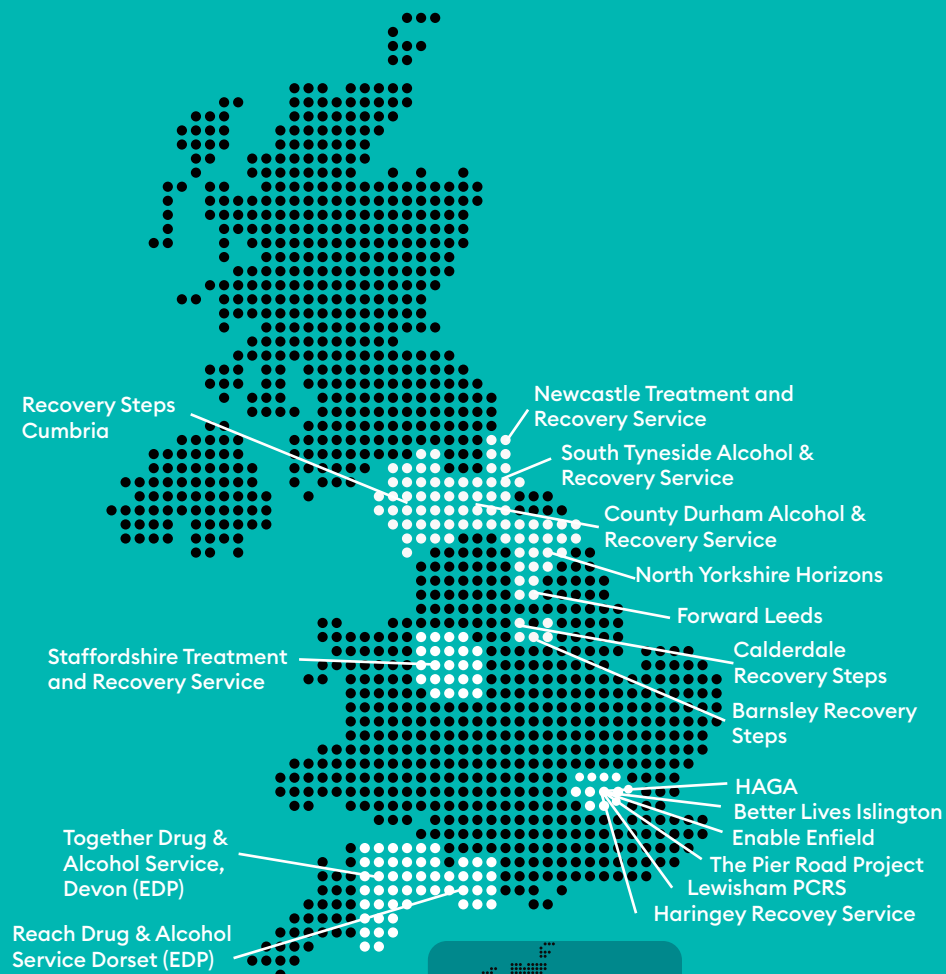 Recovery Steps
Cumbria
Newcastle Treatment and
Recovery Service
South Tyneside Alcohol &
Recovery Service
County Durham Alcohol &
Recovery Service
North Yorkshire Horizons
Forward Leeds
Calderdale
Recovery Steps
Staffordshire Treatment
and Recovery Service
Barnsley Recovery
Steps
HAGA
Better Lives Islington
Enable Enfield
The Pier Road Project
Lewisham PCRS
Haringey Recovey Service
Together Drug &
Alcohol Service,
Devon (EDP)
Reach Drug & Alcohol
Service Dorset (EDP)